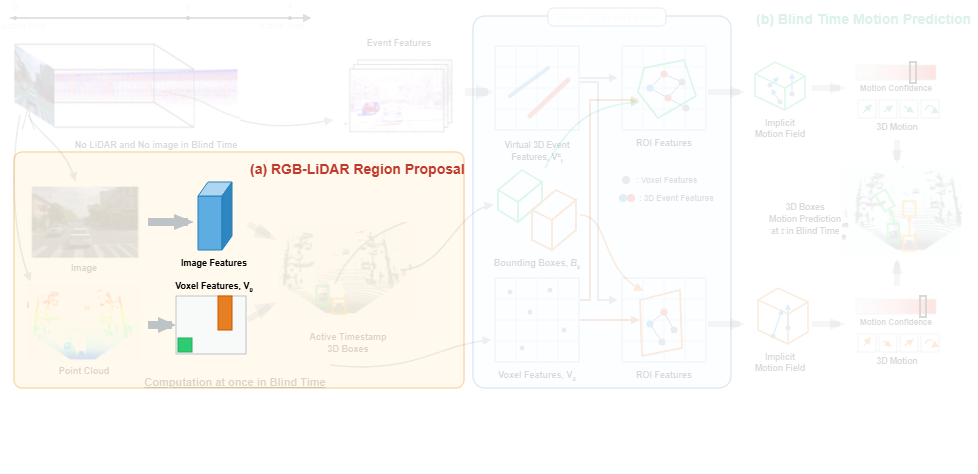 (b) Blind Time Motion Prediction
Event Features
No LiDAR and No image in Blind Time
(a) RGB-LiDAR Region Proposal
Image
Image Features
Voxel Features, V₀
Point Cloud
Active Timestamp
3D Boxes
Computation at once in Blind Time
Virtual 3D Event
Features,
ROI Features
: Voxel Features
: 3D Event Features
Bounding Boxes,
Voxel Features, V₀
ROI Features
Implicit
Motion Field
Motion Confidence
3D Motion
3D Boxes
Motion Prediction
at t in Blind Time
Implicit
Motion Field
Motion Confidence
3D Motion